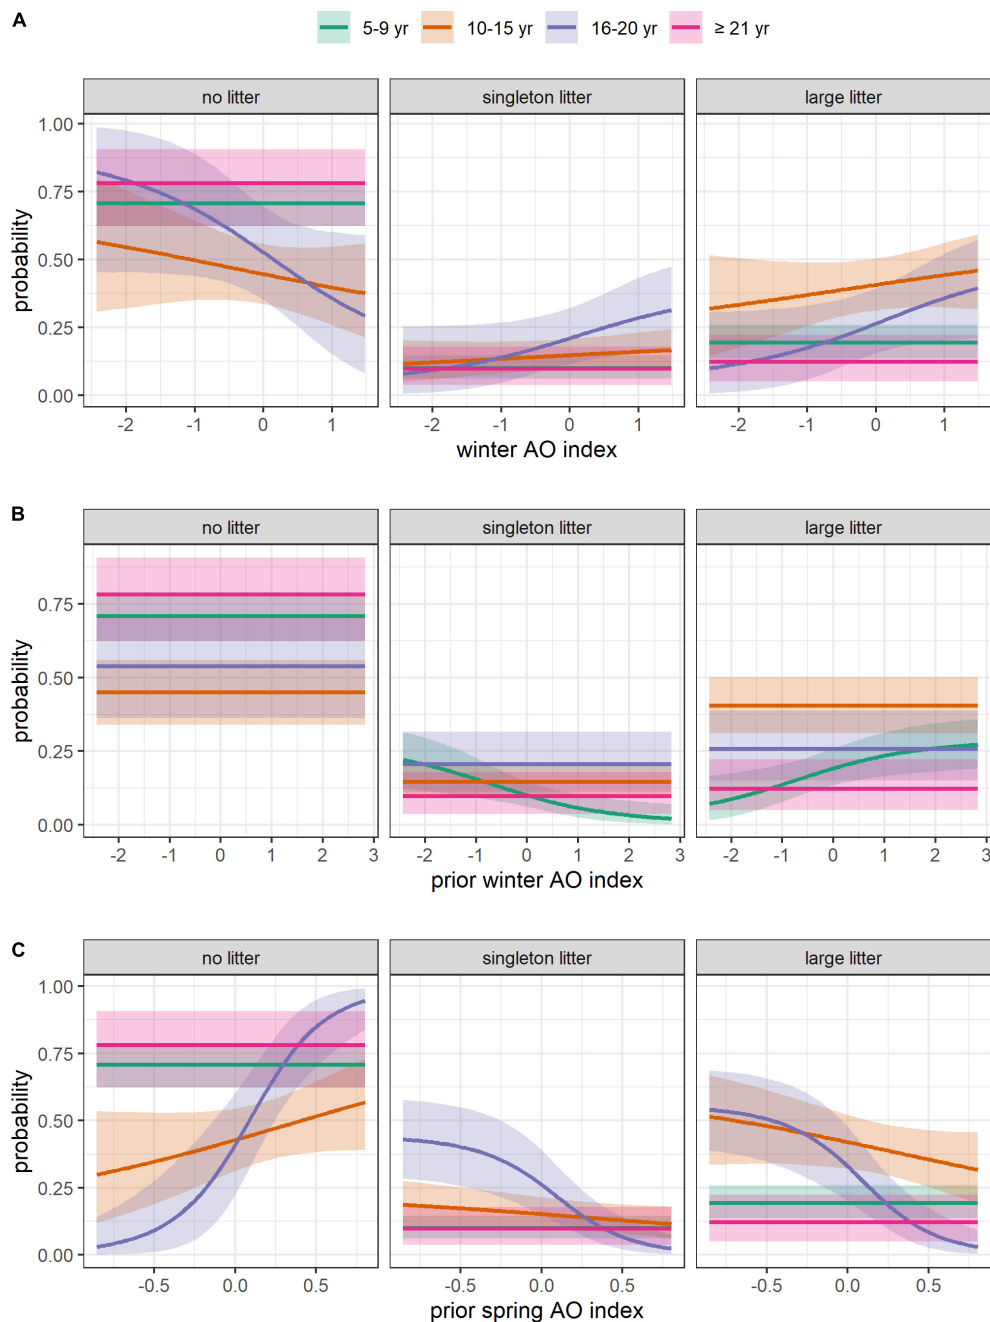 A
5-9 yr 10-15 yr 16-20 yr ≥ 21 yr
no litter singleton litter large litter
1.00
0.75
0.50
0.25
0.00
probability
-2 -1 0 1 -2 -1 0 1 -2 -1 0 1
winter AO index
B
no litter singleton litter large litter
0.75
0.50
0.25
0.00
probability
-2 -1 0 1 2 3 -2 -1 0 1 2 3 -2 -1 0 1 2 3
prior winter AO index
C
no litter singleton litter large litter
1.00
0.75
0.50
0.25
0.00
probability
-0.5 0.0 0.5 -0.5 0.0 0.5 -0.5 0.0 0.5
prior spring AO index